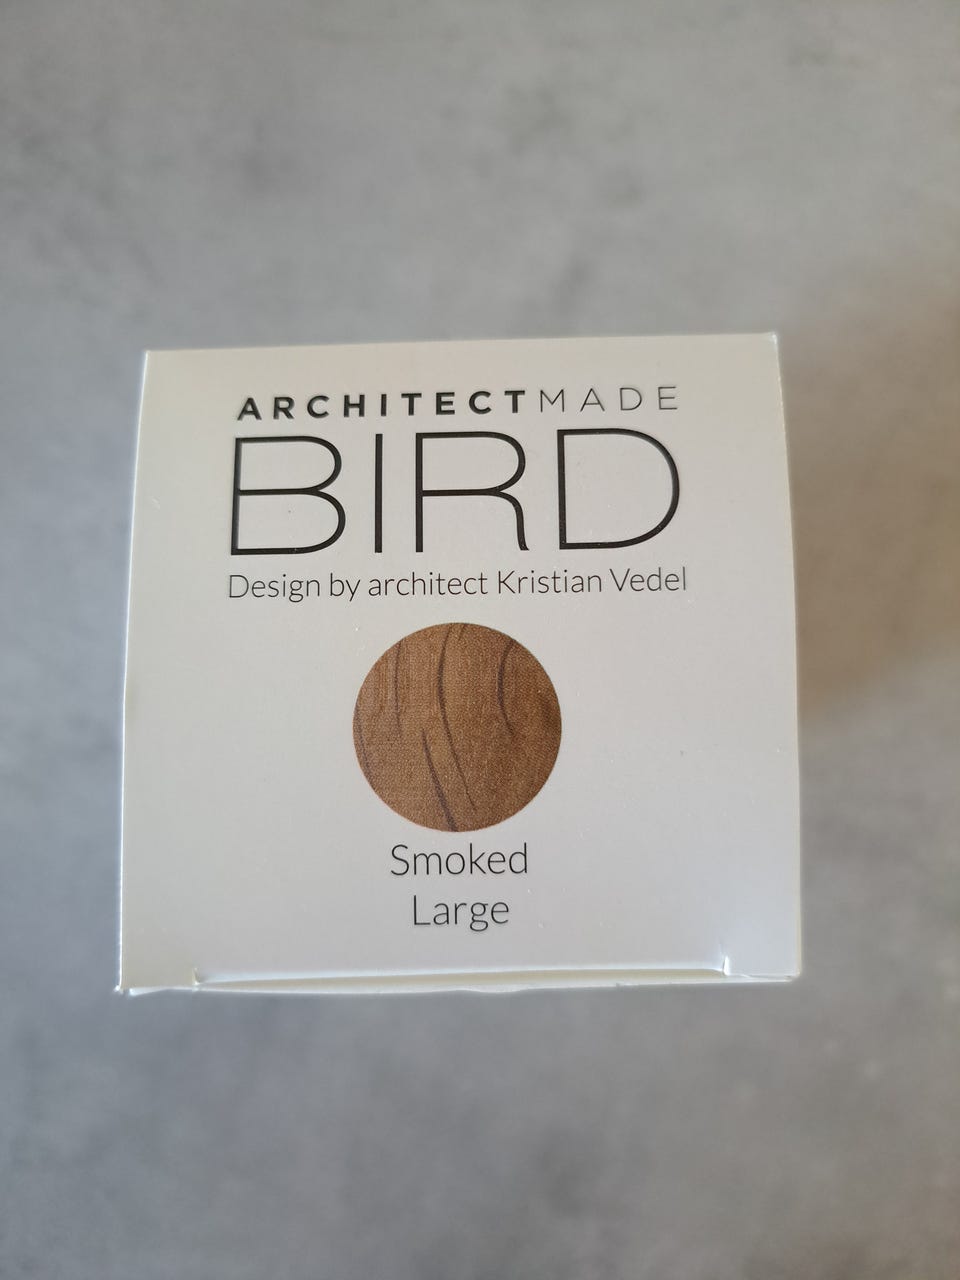 ARCHITECTMADE
BIRD
Design by architect Kristian Vedel
Smoked
Large